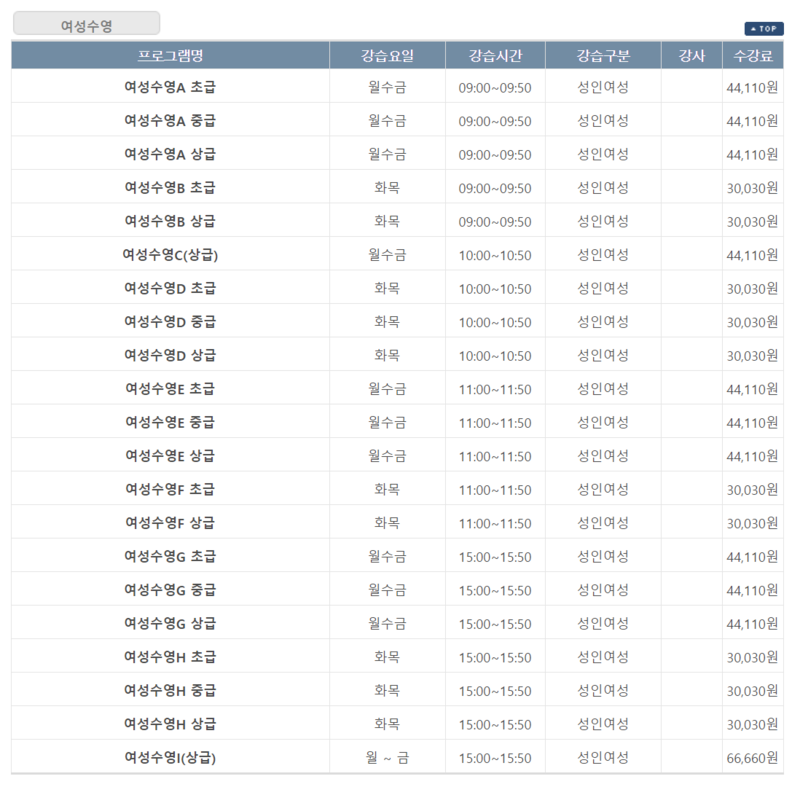 여성수영
TOP
프로그램명 강습요일 강습시간 강습구분 강사 수강료
여성수영A 초급 월수금 09:00~09:50 성인여성 44,110원
여성수영A 중급 월수금 09:00~09:50 성인여성 44,110원
여성수영A 상급 월수금 09:00~09:50 성인여성 44,110원
여성수영B 초급 화목 09:00~09:50 성인여성 30,030원
여성수영B 상급 화목 09:00~09:50 성인여성 30,030원
여성수영C(상급) 월수금 10:00~10:50 성인여성 44,110원
여성수영D 초급 화목 10:00~10:50 성인여성 30,030원
여성수영D 중급 화목 10:00~10:50 성인여성 30,030원
여성수영D 상급 화목 10:00~10:50 성인여성 30,030원
여성수영E 초급 월수금 11:00~11:50 성인여성 44,110원
여성수영E 중급 월수금 11:00~11:50 성인여성 44,110원
여성수영E 상급 월수금 11:00~11:50 성인여성 44,110원
여성수영F 초급 화목 11:00~11:50 성인여성 30,030원
여성수영F 상급 화목 11:00~11:50 성인여성 30,030원
여성수영G 초급 월수금 15:00~15:50 성인여성 44,110원
여성수영G 중급 월수금 15:00~15:50 성인여성 44,110원
여성수영G 상급 월수금 15:00~15:50 성인여성 44,110원
여성수영H 초급 화목 15:00~15:50 성인여성 30,030원
여성수영H 중급 화목 15:00~15:50 성인여성 30,030원
여성수영H 상급 화목 15:00~15:50 성인여성 30,030원
여성수영I(상급) 월 ~ 금 15:00~15:50 성인여성 66,660원